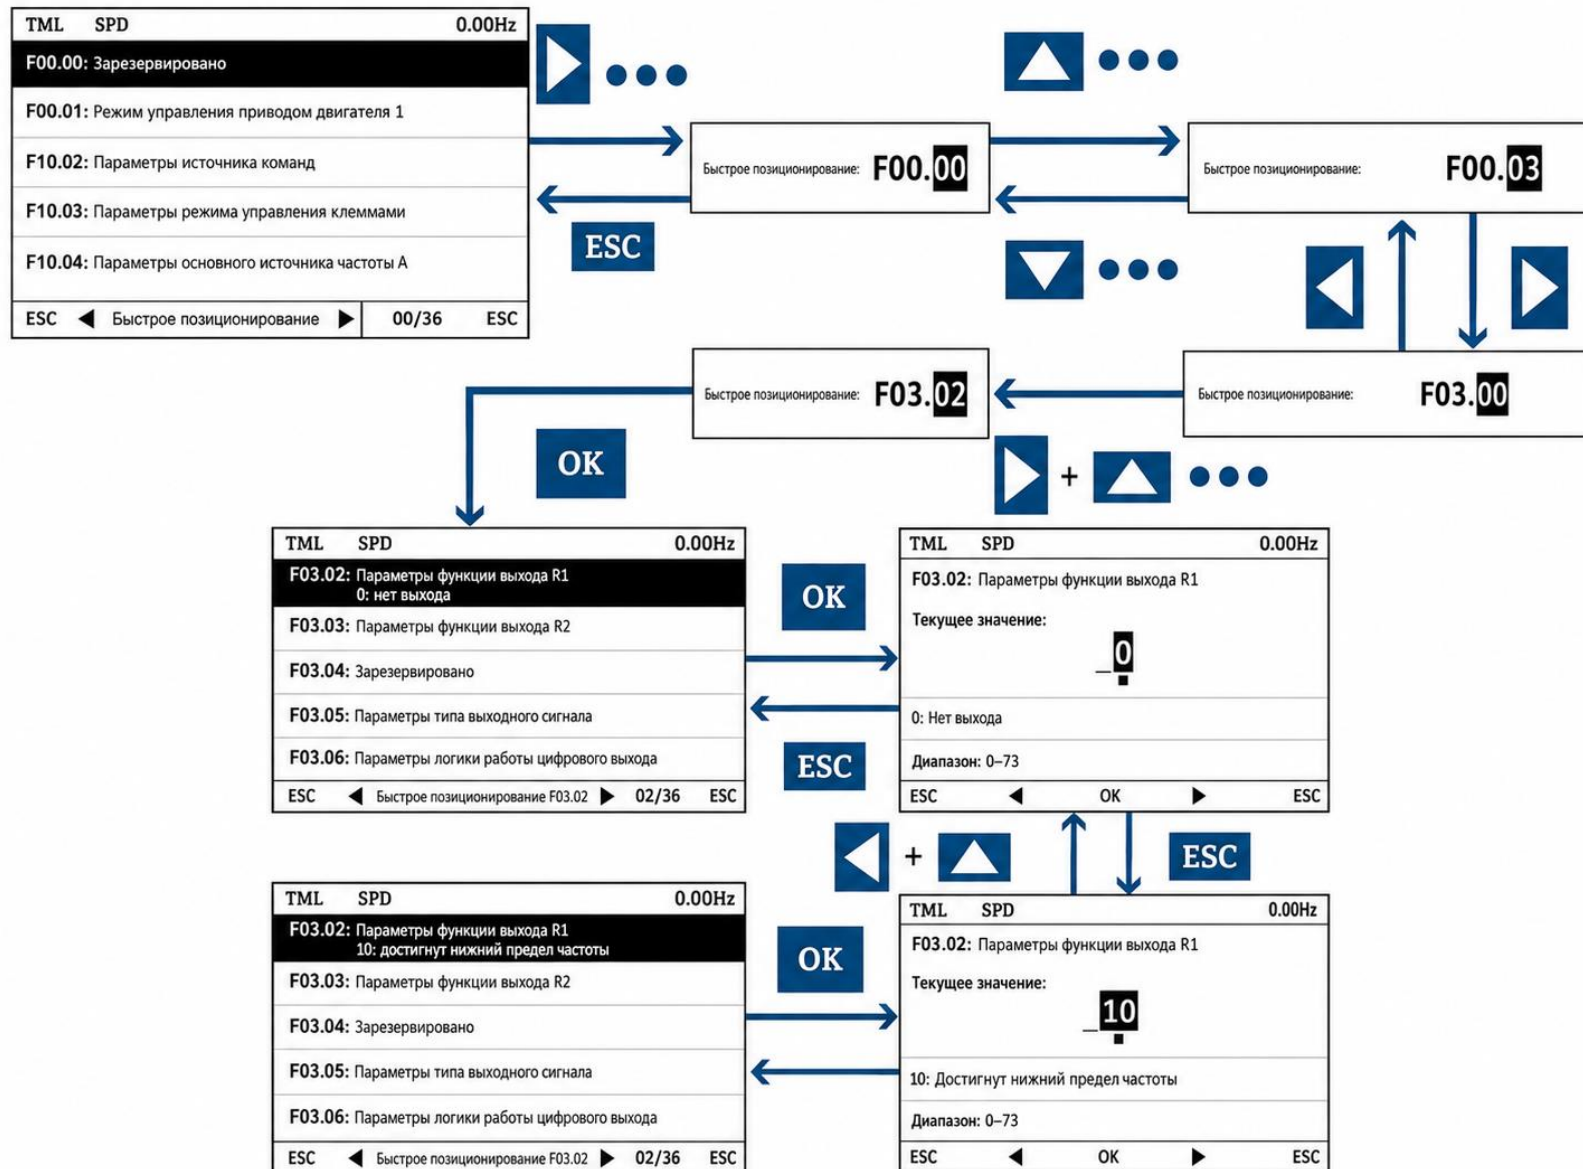 TML SPD 0.00Hz
F00.00: Зарезервировано
F00.01: Режим управления приводом двигателя 1
F10.02: Параметры источника команд
F10.03: Параметры режима управления клеммами
F10.04: Параметры основного источника частоты A
ESC ◀ Быстрое позиционирование ▶ 00/36 ESC
Быстрое позиционирование: F00.00
ESC
Быстрое позиционирование: F00.03
Быстрое позиционирование: F03.02
Быстрое позиционирование: F03.00
OK
+
TML SPD 0.00Hz
F03.02: Параметры функции выхода R1
0: нет выхода
F03.03: Параметры функции выхода R2
F03.04: Зарезервировано
F03.05: Параметры типа выходного сигнала
F03.06: Параметры логики работы цифрового выхода
ESC ◀ Быстрое позиционирование F03.02 ▶ 02/36 ESC
OK
ESC
TML SPD 0.00Hz
F03.02: Параметры функции выхода R1
Текущее значение:
_0
0: Нет выхода
Диапазон: 0–73
ESC ◀ OK ▶ ESC
+
ESC
TML SPD 0.00Hz
F03.02: Параметры функции выхода R1
10: достигнут нижний предел частоты
F03.03: Параметры функции выхода R2
F03.04: Зарезервировано
F03.05: Параметры типа выходного сигнала
F03.06: Параметры логики работы цифрового выхода
ESC ◀ Быстрое позиционирование F03.02 ▶ 02/36 ESC
OK
TML SPD 0.00Hz
F03.02: Параметры функции выхода R1
Текущее значение:
_10
10: Достигнут нижний предел частоты
Диапазон: 0–73
ESC ◀ OK ▶ ESC